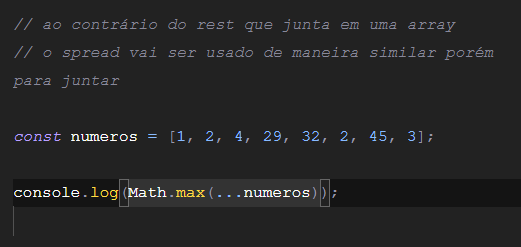 // ao contrário do rest que junta em uma array
// o spread vai ser usado de maneira similar porém
para juntar
const numeros = [1, 2, 4, 29, 32, 2, 45, 3];
console.log(Math.max(...numeros));